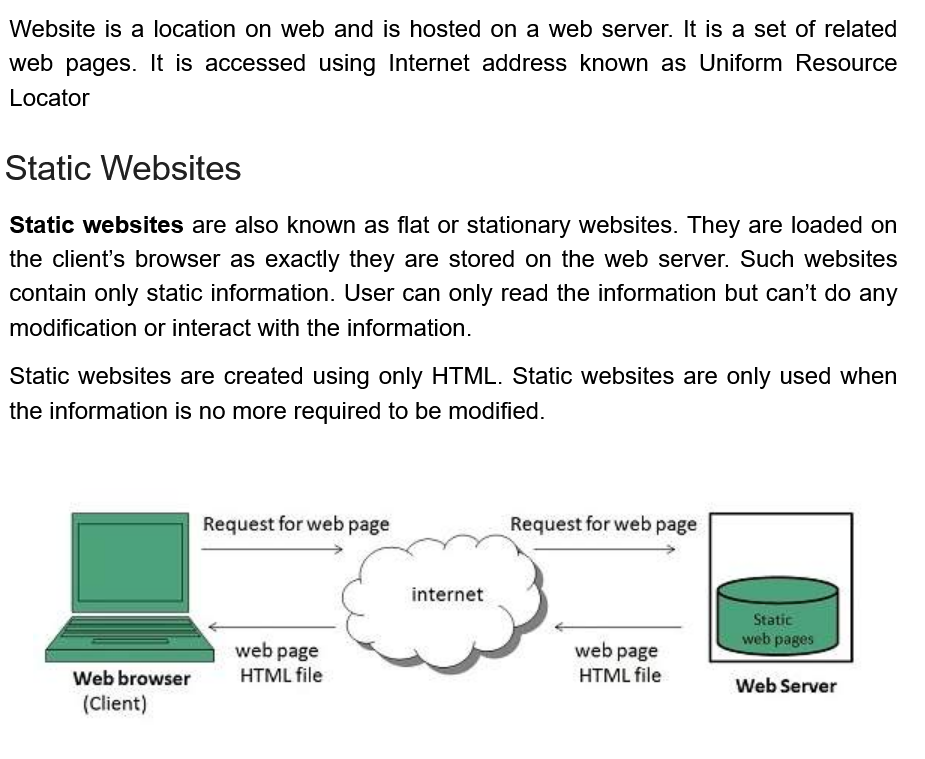 Website is a location on web and is hosted on a web server. It is a set of related
web pages. It is accessed using Internet address known as Uniform Resource
Locator
Static Websites
Static websites are also known as flat or stationary websites. They are loaded on
the client’s browser as exactly they are stored on the web server. Such websites
contain only static information. User can only read the information but can’t do any
modification or interact with the information.
Static websites are created using only HTML. Static websites are only used when
the information is no more required to be modified.
Request for web page
Request for web page
internet
Static
web pages
web page
HTML file
web page
HTML file
Web browser
(Client)
Web Server